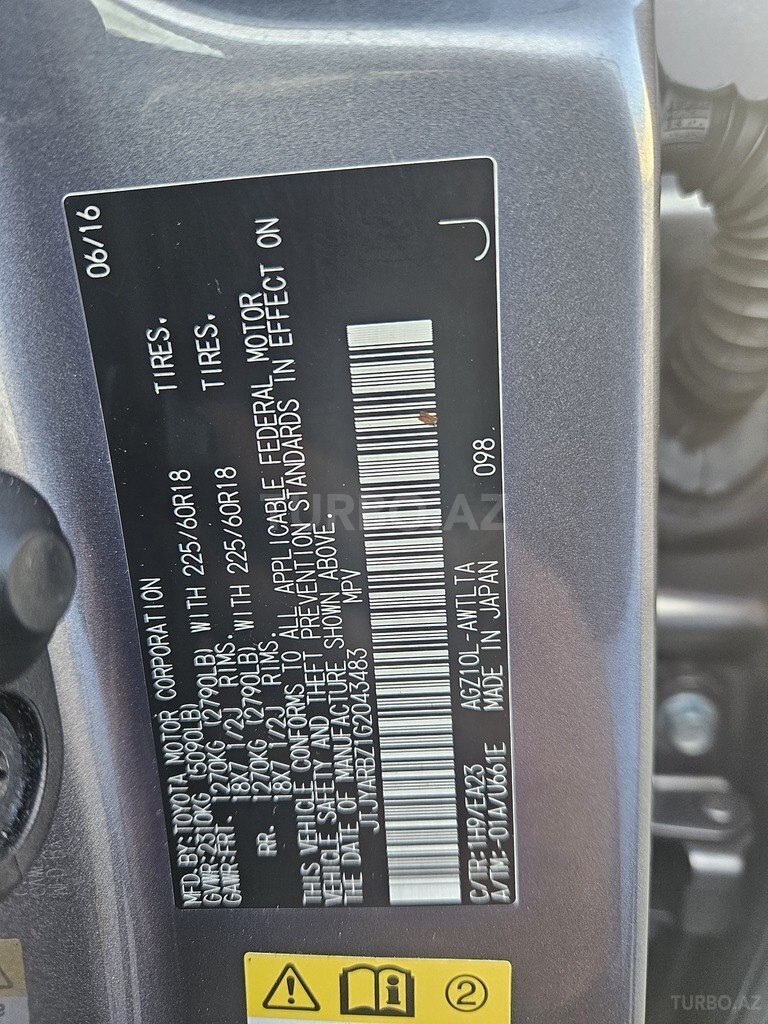 MFD.BY:TOYOTA MOTOR CORPORATION 06/16
GVWR:2310KG (5090LB)
GAWR:FRT. 1270KG (2790LB) WITH 225/60R18 TIRES,
18X7 1/2J RIMS.
RR. 1270KG (2790LB) WITH 225/60R18 TIRES,
18X7 1/2J RIMS.
THIS VEHICLE CONFORMS TO ALL APPLICABLE FEDERAL MOTOR
VEHICLE SAFETY AND THEFT PREVENTION STANDARDS IN EFFECT ON
THE DATE OF MANUFACTURE SHOWN ABOVE.
JTJYARBZ1G2043483 MPV
C/TR:1H9/EA23 AGZ10L-AWTLTA 098
A/TM:-01A/U661E MADE IN JAPAN J
2
TURBO.AZ
TURBO.AZ